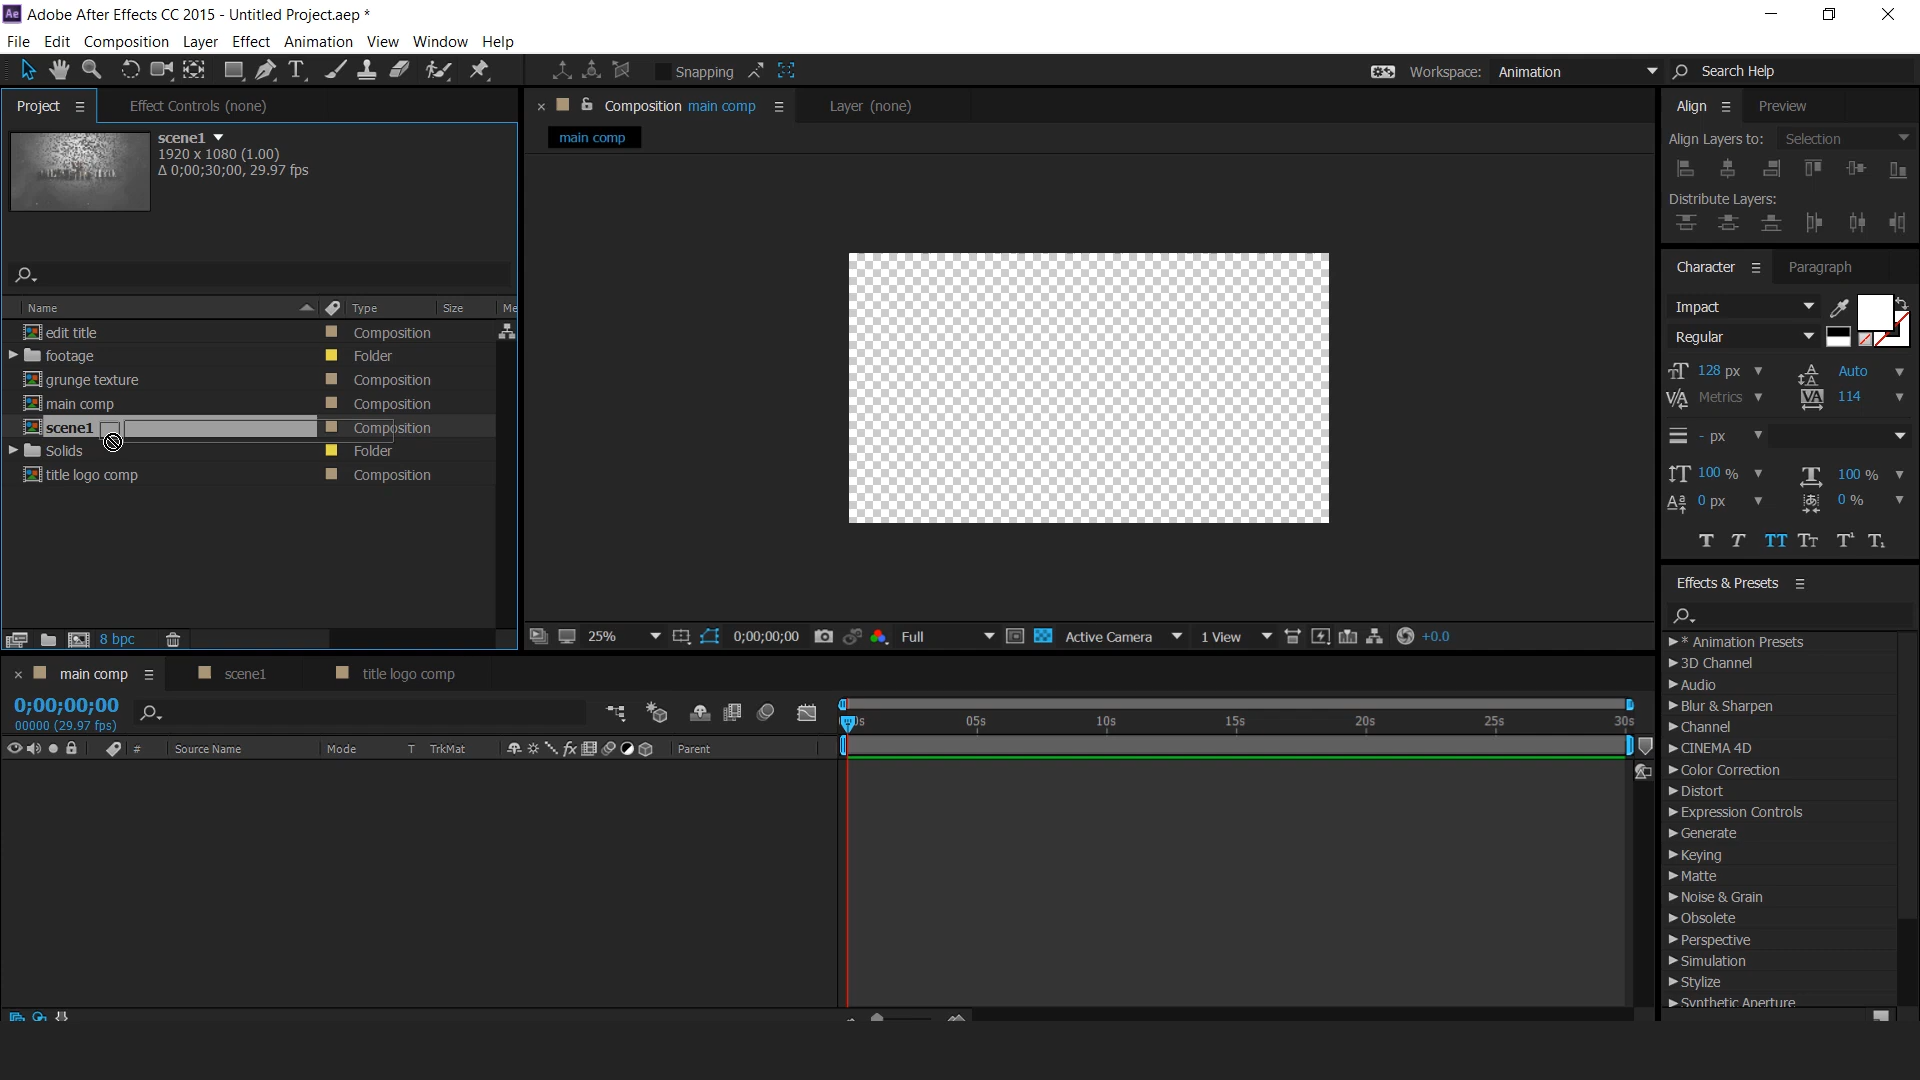 Adobe After Effects CC 2015 - Untitled Project.aep *
File Edit Composition Layer Effect Animation View Window Help
Snapping
Workspace: Animation
Search Help
Project
Effect Controls (none)
scene1
1920 x 1080 (1.00)
Δ 0;00;30;00, 29.97 fps
Name Type Size Me
edit title Composition
footage Folder
grunge texture Composition
main comp Composition
scene1 Composition
Solids Folder
title logo comp Composition
8 bpc
Composition main comp
Layer (none)
main comp
25% 0;00;00;00 Full Active Camera 1 View +0.0
Align
Preview
Align Layers to: Selection
Distribute Layers:
Character
Paragraph
Impact
Regular
128 px Auto
Metrics 114
- px
100 % 100 %
0 px 0 %
Effects & Presets
* Animation Presets
3D Channel
Audio
Blur & Sharpen
Channel
CINEMA 4D
Color Correction
Distort
Expression Controls
Generate
Keying
Matte
Noise & Grain
Obsolete
Perspective
Simulation
Stylize
Synthetic Aperture
main comp
scene1
title logo comp
0;00;00;00
00000 (29.97 fps)
# Source Name Mode T TrkMat Parent
05s 10s 15s 20s 25s 30s